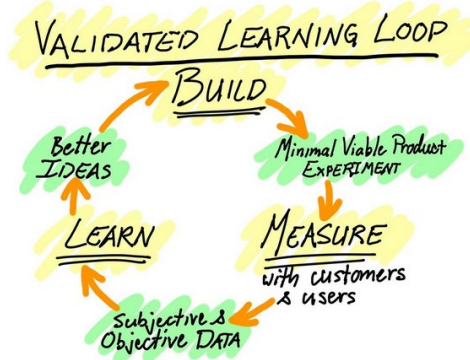 VALIDATED LEARNING LOOP
BUILD
Minimal Viable Product
EXPERIMENT
MEASURE
with customers
& users
Subjective &
Objective DATA
LEARN
Better
IDEAS